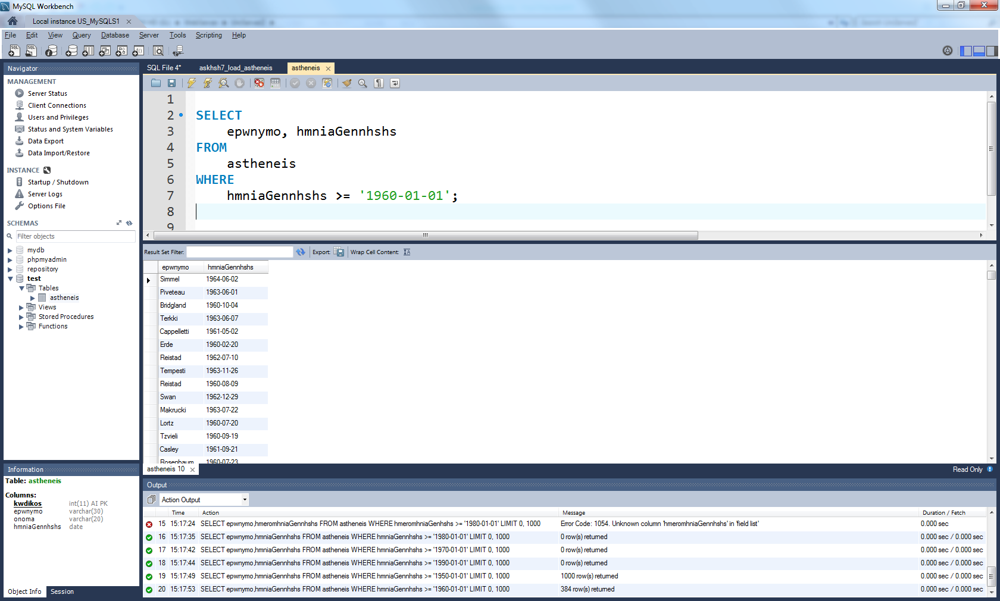 MySQL Workbench
Local instance US_MySQLS1
File Edit View Query Database Server Tools Scripting Help
Navigator
MANAGEMENT
Server Status
Client Connections
Users and Privileges
Status and System Variables
Data Export
Data Import/Restore
INSTANCE
Startup / Shutdown
Server Logs
Options File
SCHEMAS
Filter objects
mydb
phpmyadmin
repository
test
Tables
astheneis
Views
Stored Procedures
Functions
Information
Table: astheneis
Columns:
kwdikos int(11) AI PK
epwnymo varchar(30)
onoma varchar(20)
hmniaGennhshs date
Object Info Session
SQL File 4* askhsh7_load_astheneis astheneis
1
2 SELECT
3 epwnymo, hmniaGennhshs
4 FROM
5 astheneis
6 WHERE
7 hmniaGennhshs >= '1960-01-01';
8
9
Result Set Filter: Export: Wrap Cell Content:
epwnymo hmniaGennhshs
Simmel 1964-06-02
Piveteau 1963-06-01
Bridgland 1960-10-04
Terkki 1963-06-07
Cappelletti 1961-05-02
Erde 1960-02-20
Reistad 1962-07-10
Tempesti 1963-11-26
Reistad 1960-08-09
Swan 1962-12-29
Makrucki 1963-07-22
Lortz 1960-07-20
Tzvieli 1960-09-19
Casley 1961-09-21
Rosenbaum 1960-07-23
astheneis 10 Read Only
Output
Action Output
Time Action Message Duration / Fetch
15 15:17:24 SELECT epwnymo,hmeromhniaGennhshs FROM astheneis WHERE hmeromhniaGenhshs >= '1980-01-01' LIMIT 0, 1000 Error Code: 1054. Unknown column 'hmeromhniaGennhshs' in 'field list' 0.000 sec
16 15:17:35 SELECT epwnymo,hmniaGennhshs FROM astheneis WHERE hmniaGennhshs >= '1980-01-01' LIMIT 0, 1000 0 row(s) returned 0.000 sec / 0.000 sec
17 15:17:42 SELECT epwnymo,hmniaGennhshs FROM astheneis WHERE hmniaGennhshs >= '1970-01-01' LIMIT 0, 1000 0 row(s) returned 0.000 sec / 0.000 sec
18 15:17:44 SELECT epwnymo,hmniaGennhshs FROM astheneis WHERE hmniaGennhshs >= '1990-01-01' LIMIT 0, 1000 0 row(s) returned 0.000 sec / 0.000 sec
19 15:17:49 SELECT epwnymo,hmniaGennhshs FROM astheneis WHERE hmniaGennhshs >= '1950-01-01' LIMIT 0, 1000 1000 row(s) returned 0.000 sec / 0.000 sec
20 15:17:53 SELECT epwnymo,hmniaGennhshs FROM astheneis WHERE hmniaGennhshs >= '1960-01-01' LIMIT 0, 1000 384 row(s) returned 0.000 sec / 0.000 sec